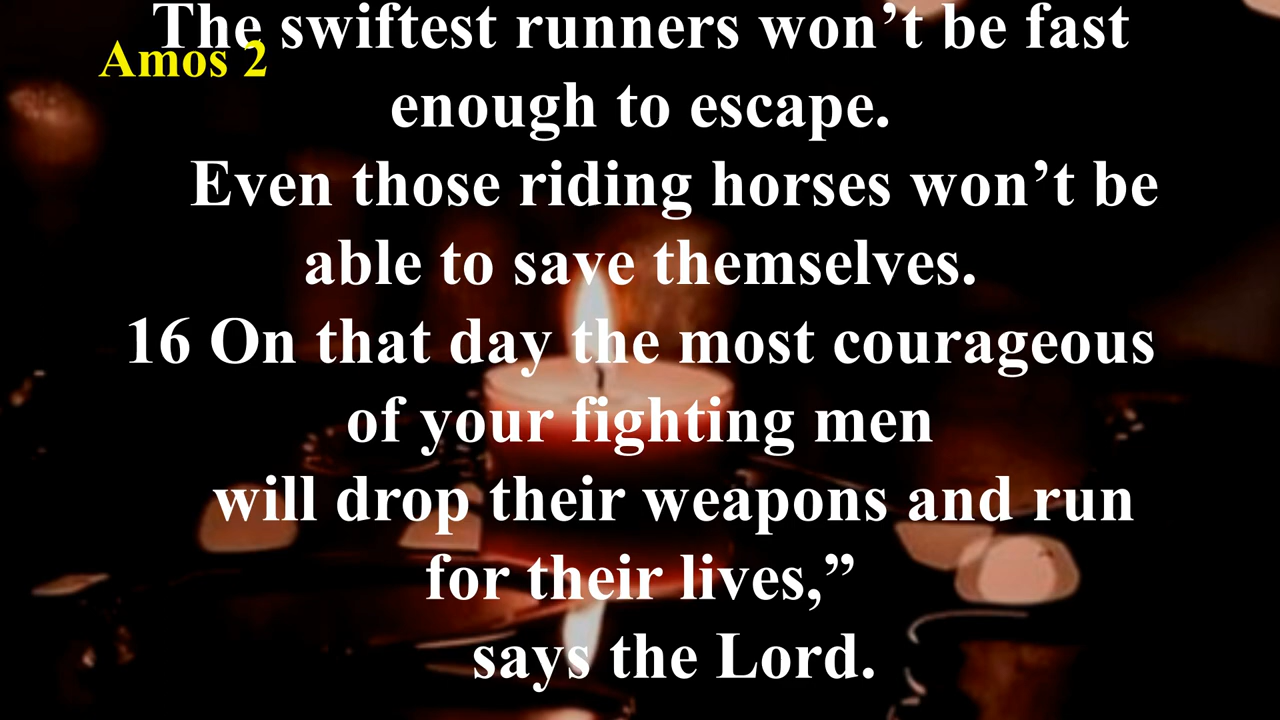 The swiftest runners won’t be fast
Amos 2
enough to escape.
Even those riding horses won’t be
able to save themselves.
16 On that day the most courageous
of your fighting men
will drop their weapons and run
for their lives,”
says the Lord.